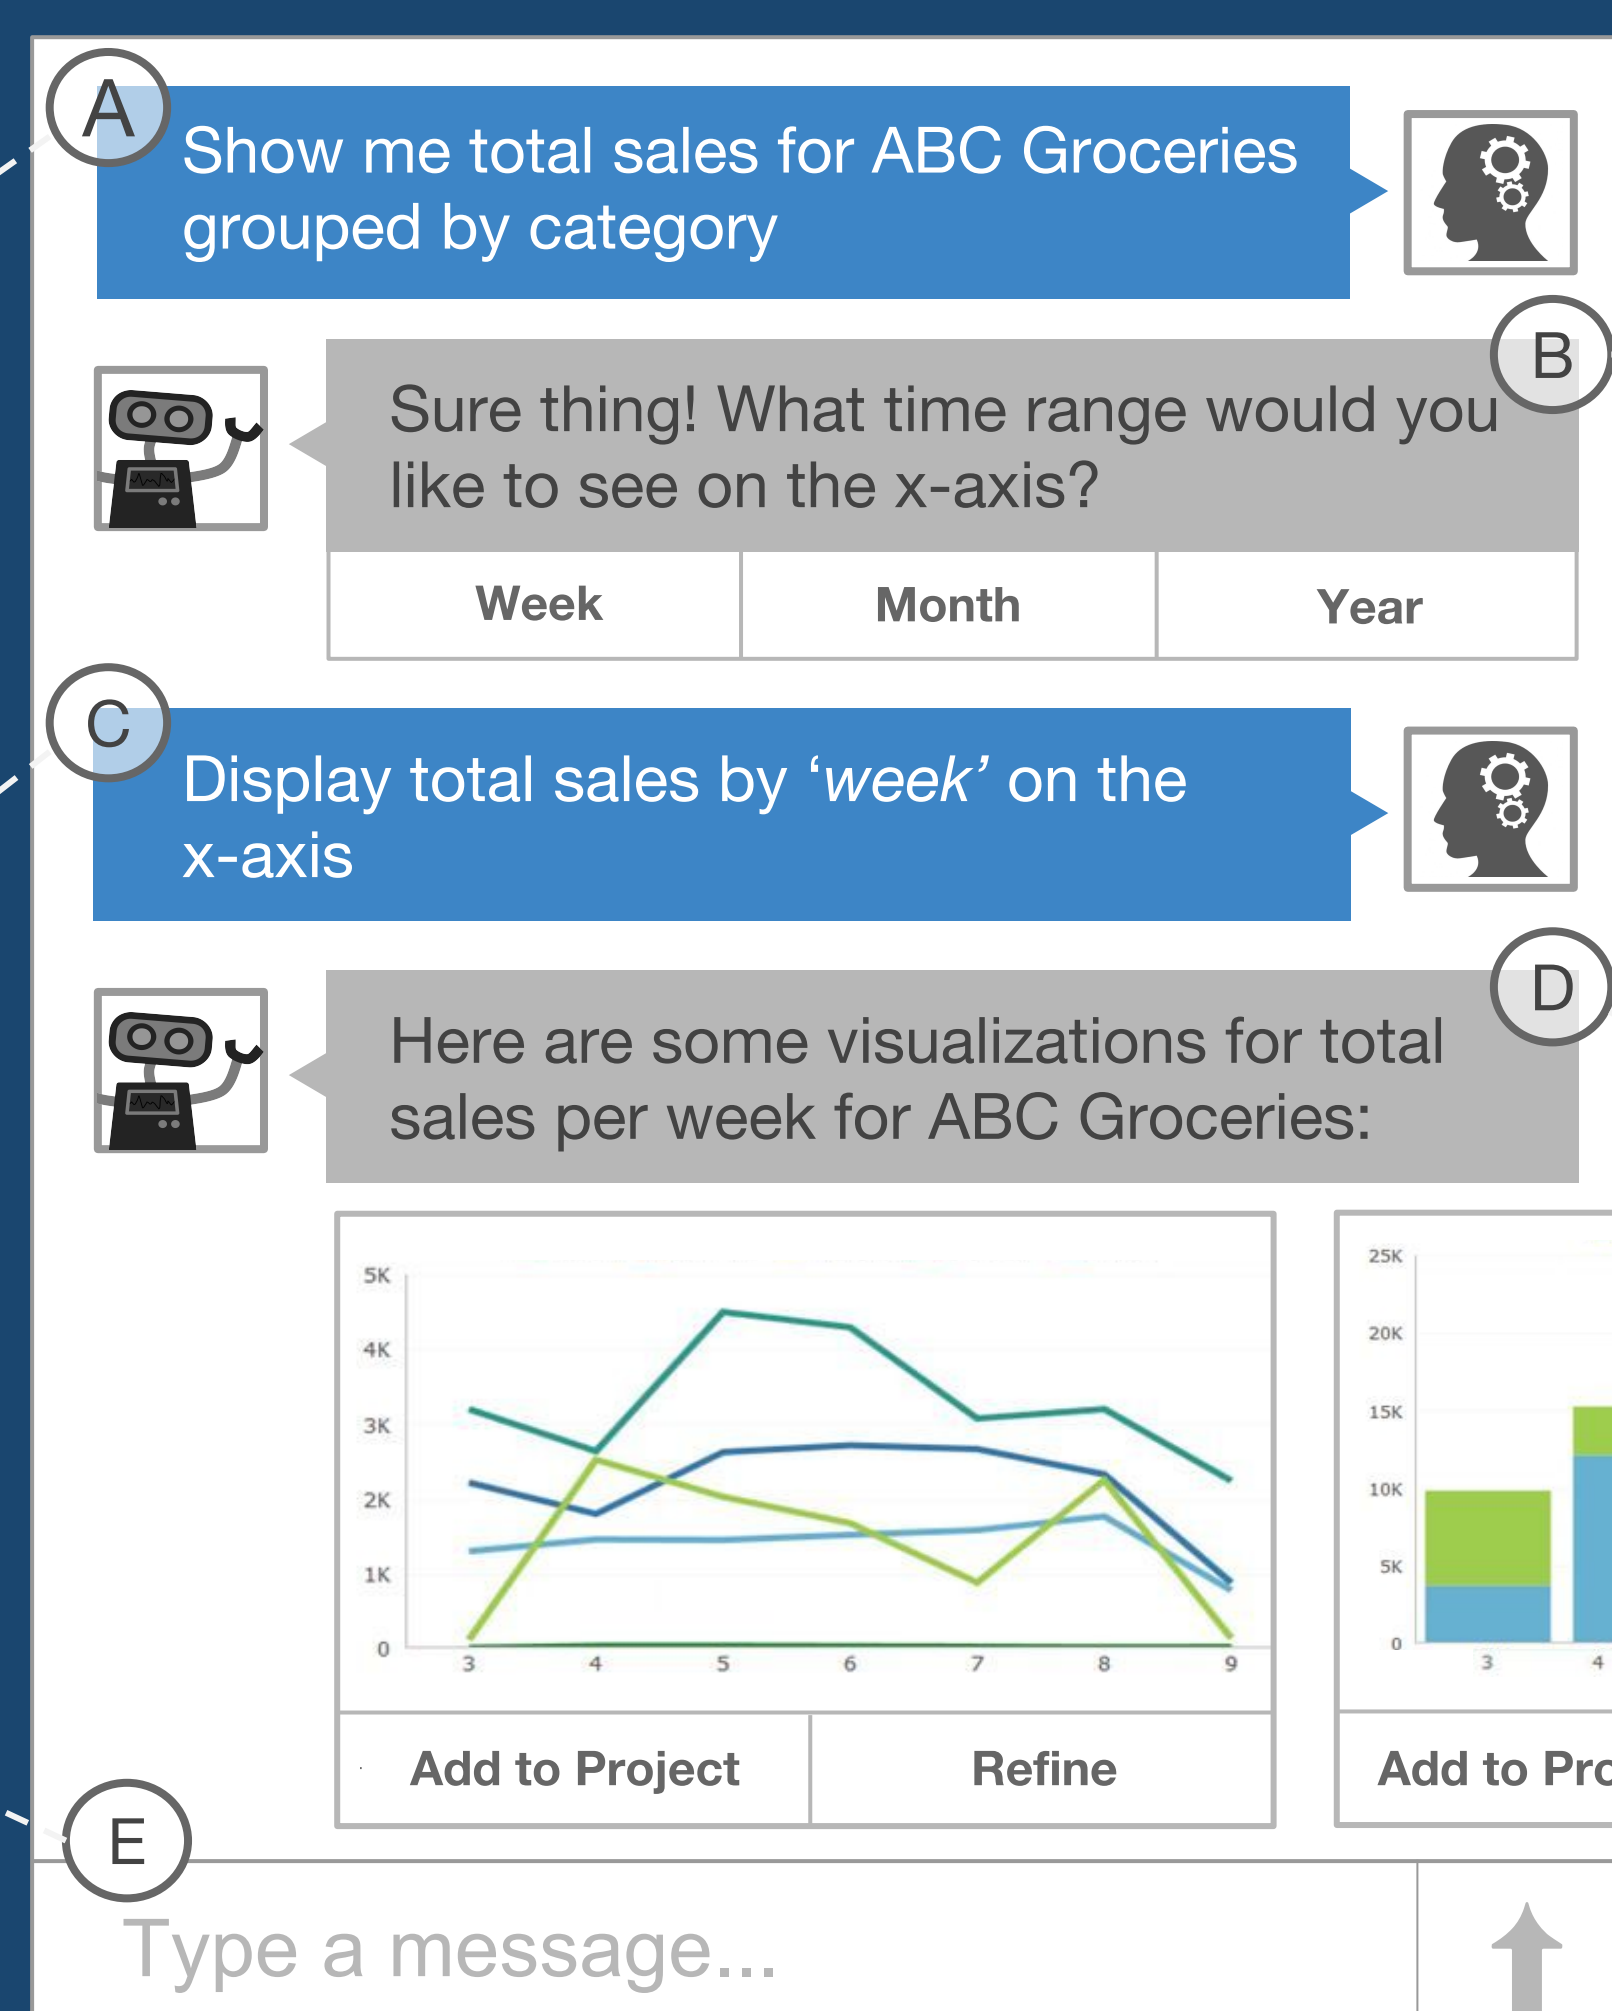 A
Show me total sales for ABC Groceries
grouped by category
B
Sure thing! What time range would you
like to see on the x-axis?
Week Month Year
C
Display total sales by ‘week’ on the
x-axis
D
Here are some visualizations for total
sales per week for ABC Groceries:
5K
4K
3K
2K
1K
0
3 4 5 6 7 8 9
Add to Project Refine
25K
20K
15K
10K
5K
0
3 4
Add to Pro
E
Type a message...